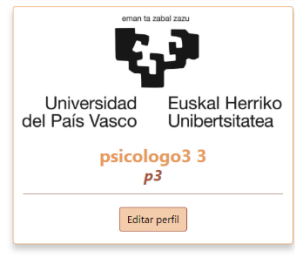 eman ta zabal zazu
Universidad
del País Vasco
Euskal Herriko
Unibertsitatea
psicologo3 3
p3
Editar perfil